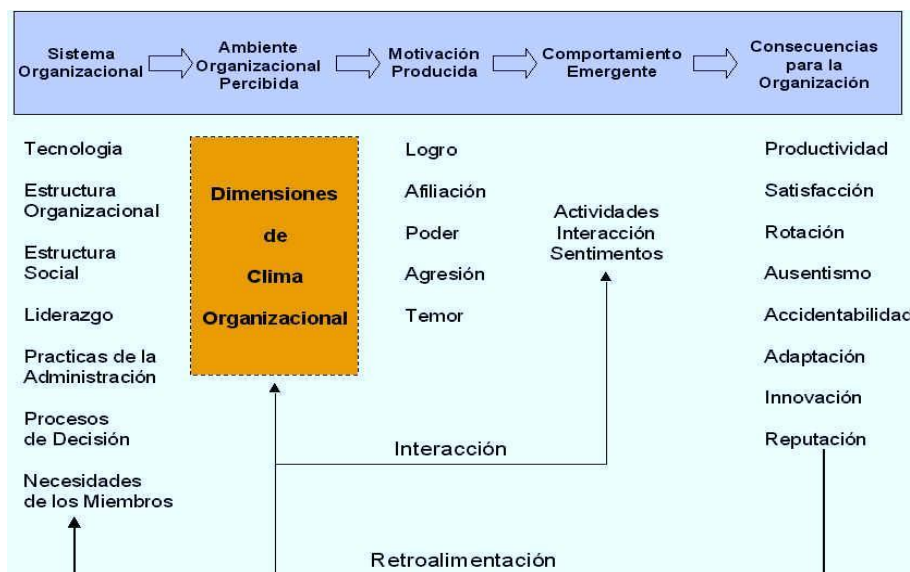 Sistema
Organizacional
Ambiente
Organizacional
Percibida
Motivación
Producida
Comportamiento
Emergente
Consecuencias
para la
Organización
Tecnologia
Estructura
Organizacional
Estructura
Social
Liderazgo
Practicas de la
Administración
Procesos
de Decisión
Necesidades
de los Miembros
Dimensiones
de
Clima
Organizacional
Logro
Afiliación
Poder
Agresión
Temor
Actividades
Interacción
Sentimentos
Productividad
Satisfacción
Rotación
Ausentismo
Accidentabilidad
Adaptación
Innovación
Reputación
Interacción
Retroalimentación